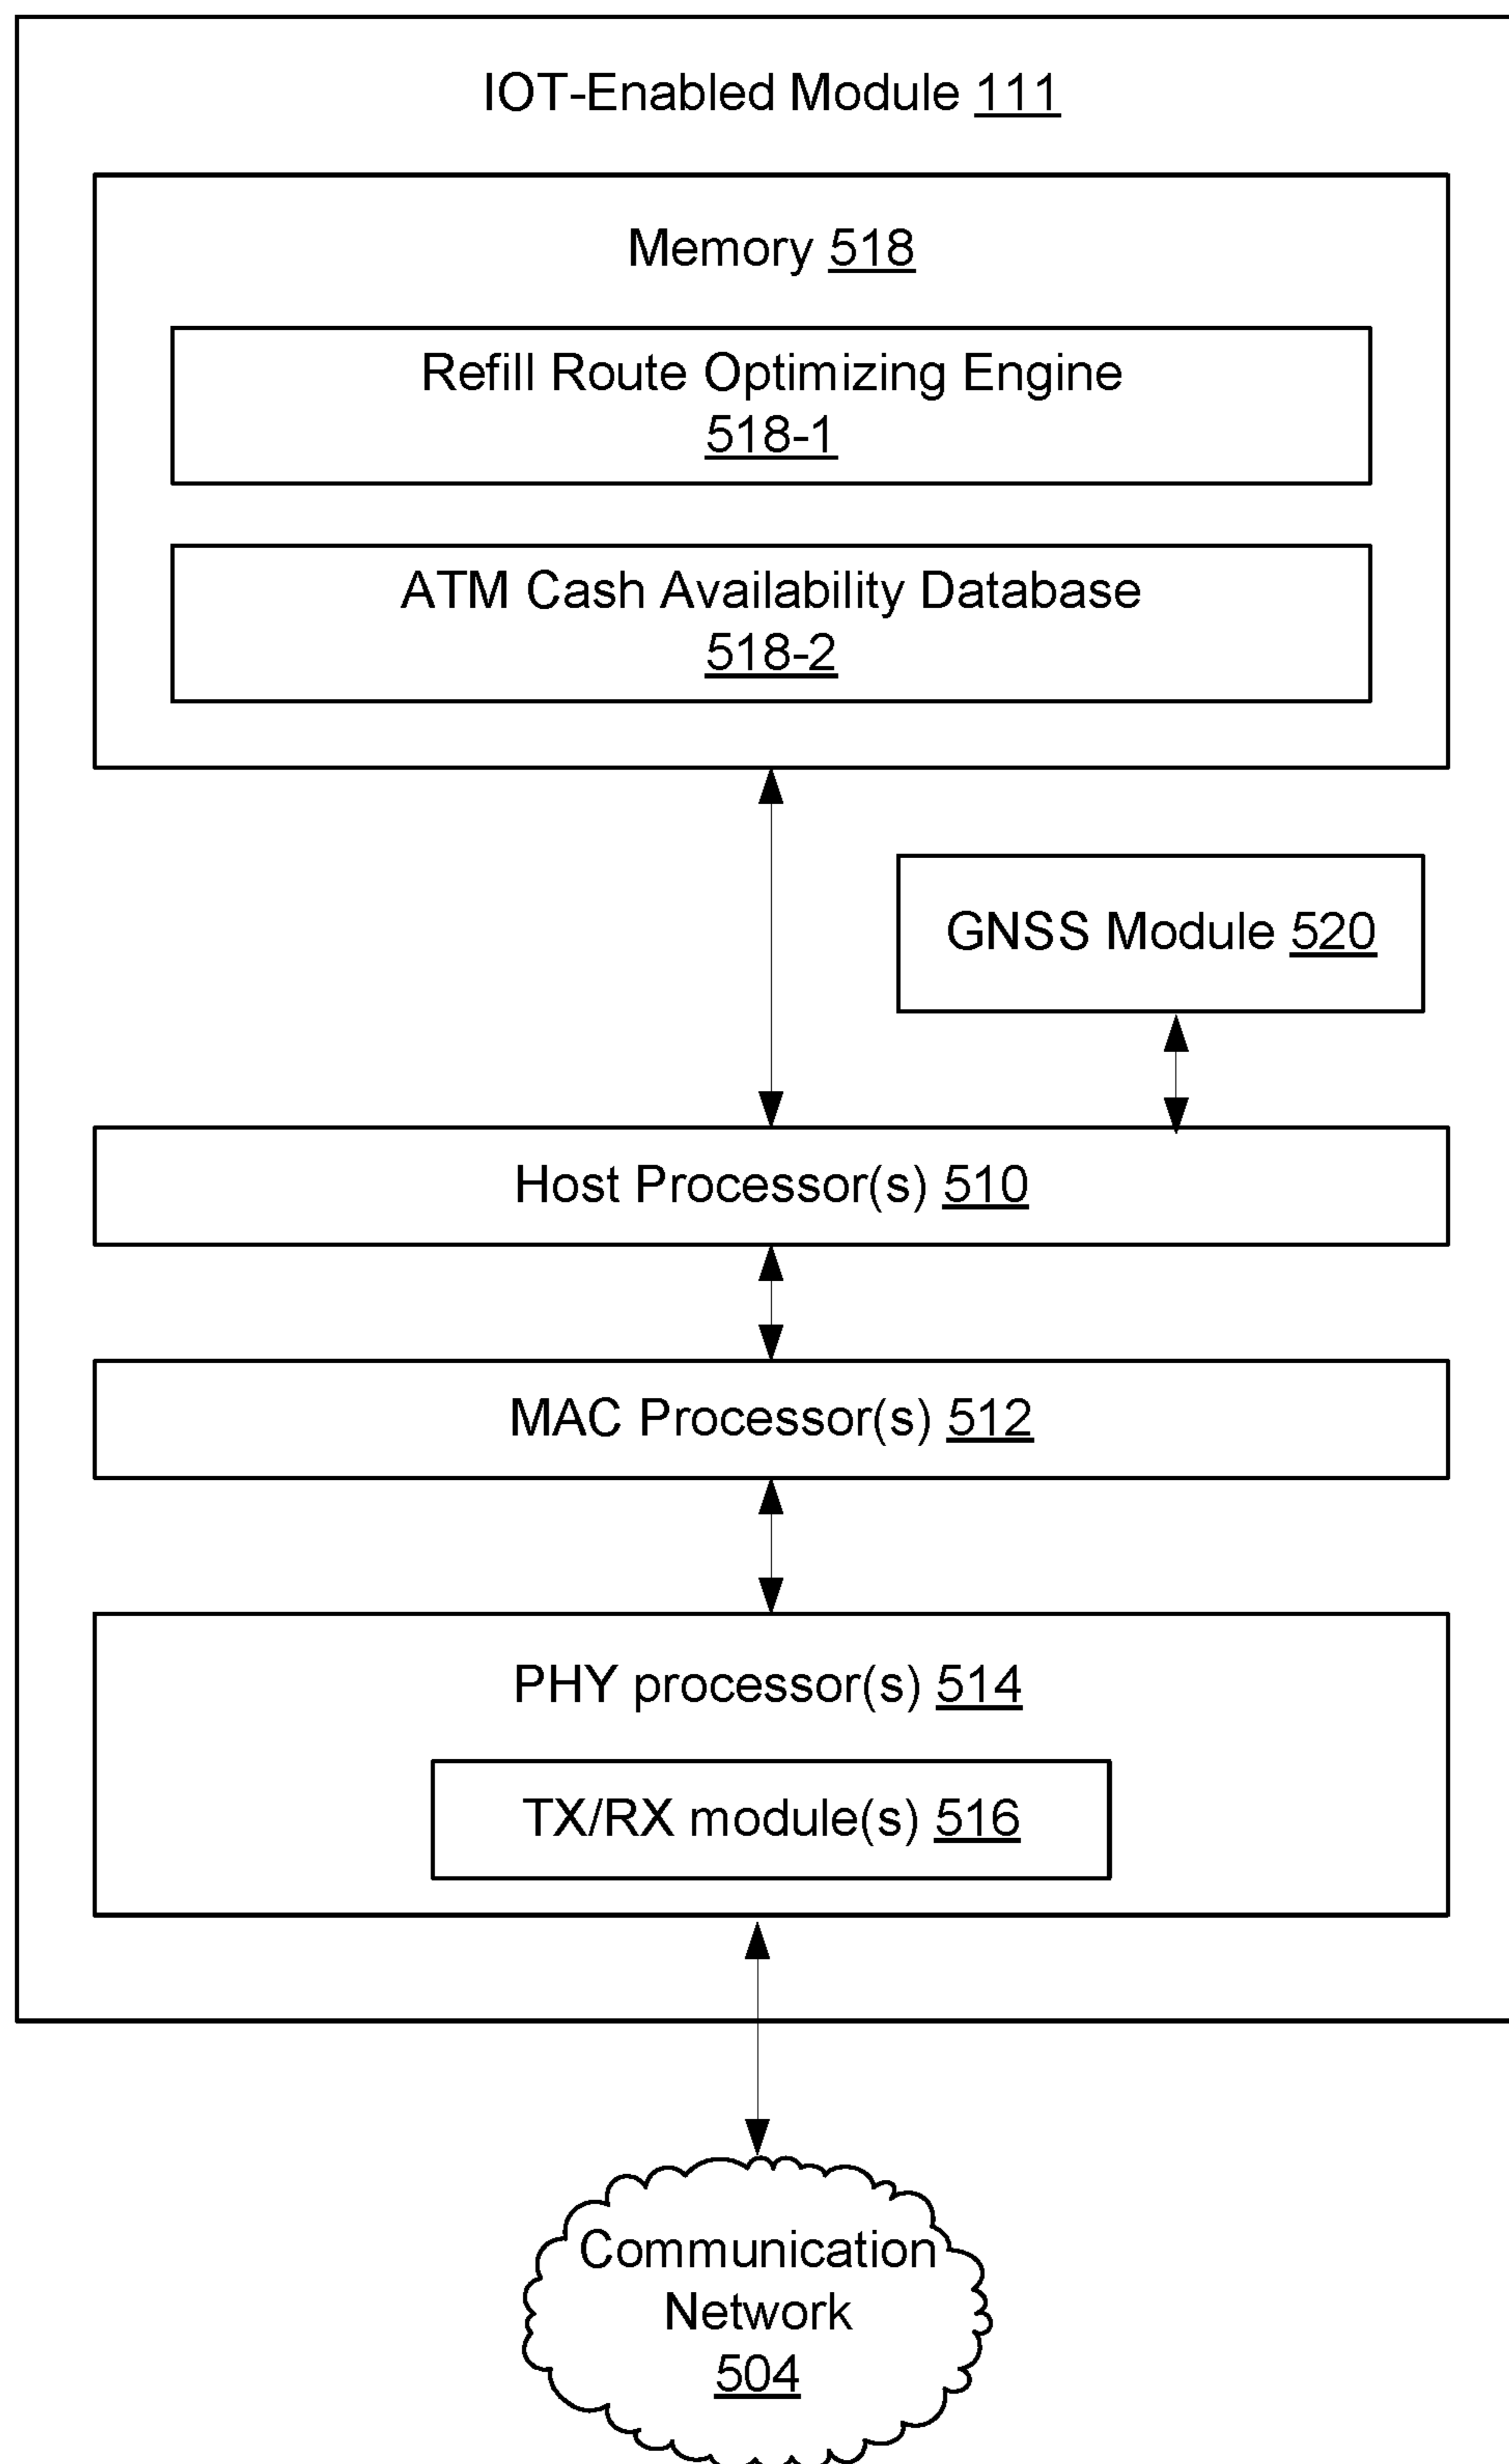 IOT-Enabled Module 111
Memory 518
Refill Route Optimizing Engine
518-1
ATM Cash Availability Database
518-2
GNSS Module 520
Host Processor(s) 510
MAC Processor(s) 512
PHY processor(s) 514
TX/RX module(s) 516
Communication
Network
504